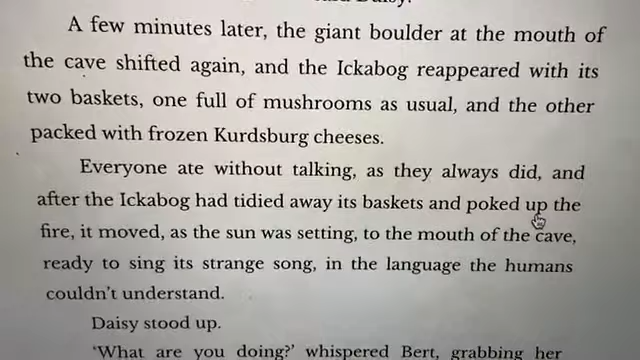 Daisy.
A few minutes later, the giant boulder at the mouth of
the cave shifted again, and the Ickabog reappeared with its
two baskets, one full of mushrooms as usual, and the other
packed with frozen Kurdsburg cheeses.
Everyone ate without talking, as they always did, and
after the Ickabog had tidied away its baskets and poked up the
fire, it moved, as the sun was setting, to the mouth of the cave,
ready to sing its strange song, in the language the humans
couldn't understand.
Daisy stood up.
'What are you doing?' whispered Bert, grabbing her